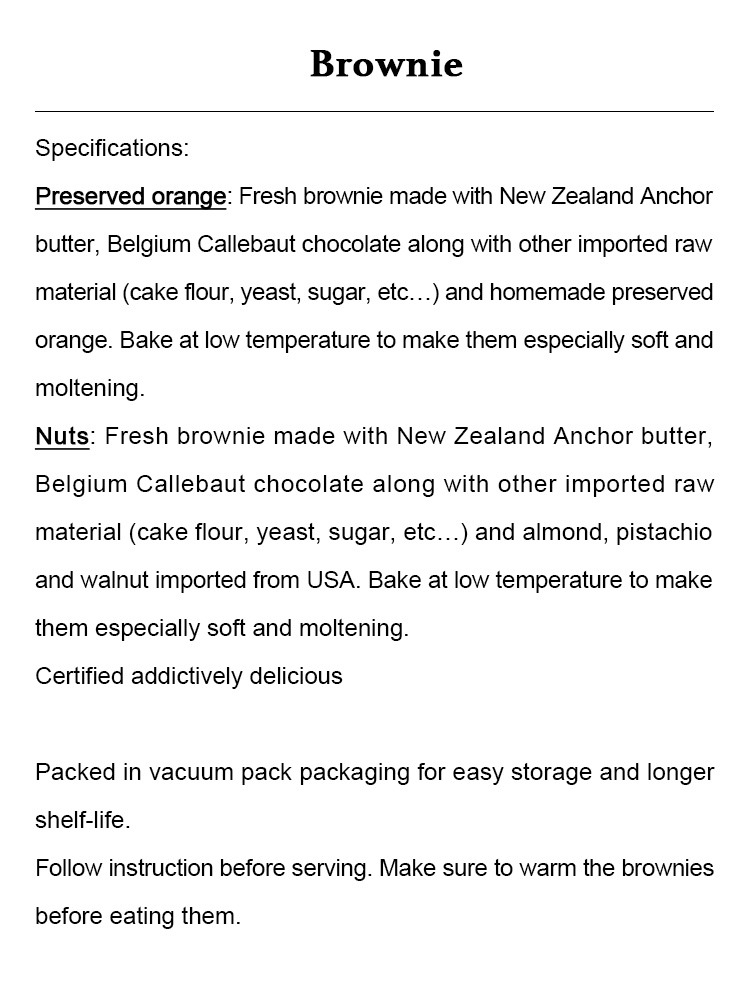 Brownie
Specifications:
Preserved orange: Fresh brownie made with New Zealand Anchor
butter, Belgium Callebaut chocolate along with other imported raw
material (cake flour, yeast, sugar, etc…) and homemade preserved
orange. Bake at low temperature to make them especially soft and
moltening.
Nuts: Fresh brownie made with New Zealand Anchor butter,
Belgium Callebaut chocolate along with other imported raw
material (cake flour, yeast, sugar, etc…) and almond, pistachio
and walnut imported from USA. Bake at low temperature to make
them especially soft and moltening.
Certified addictively delicious
Packed in vacuum pack packaging for easy storage and longer
shelf-life.
Follow instruction before serving. Make sure to warm the brownies
before eating them.